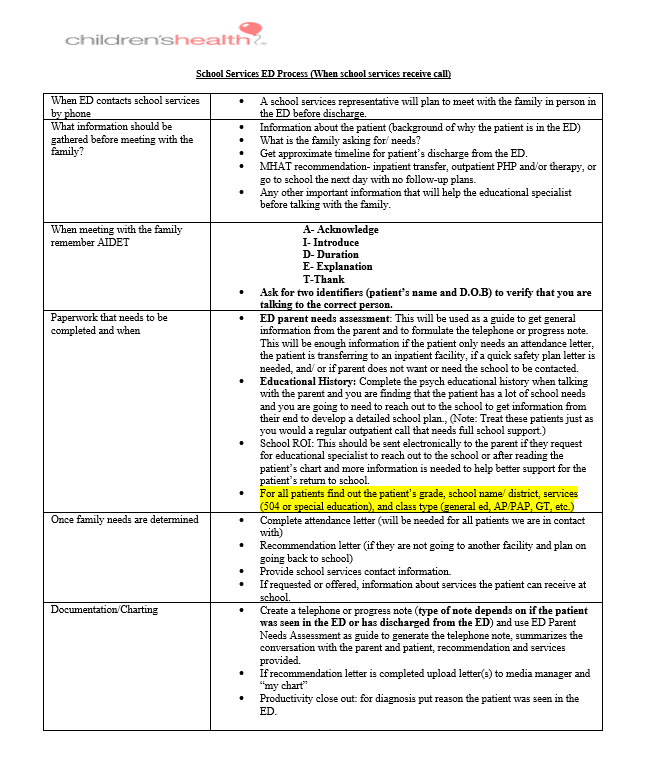 children'shealth
School Services ED Process (When school services receive call)
When ED contacts school services
by phone
• A school services representative will plan to meet with the family in person in
the ED before discharge.
What information should be
gathered before meeting with the
family?
• Information about the patient (background of why the patient is in the ED)
• What is the family asking for/ needs?
• Get approximate timeline for patient's discharge from the ED.
• MHAT recommendation- inpatient transfer, outpatient PHP and/or therapy, or
go to school the next day with no follow-up plans.
• Any other important information that will help the educational specialist
before talking with the family.
When meeting with the family
remember AIDET
A- Acknowledge
I- Introduce
D- Duration
E- Explanation
T-Thank
• Ask for two identifiers (patient's name and D.O.B) to verify that you are
talking to the correct person.
Paperwork that needs to be
completed and when
• ED parent needs assessment: This will be used as a guide to get general
information from the parent and to formulate the telephone or progress note.
This will be enough information if the patient only needs an attendance letter,
the patient is transferring to an inpatient facility, if a quick safety plan letter is
needed, and/ or if parent does not want or need the school to be contacted.
• Educational History: Complete the psych educational history when talking
with the parent and you are finding that the patient has a lot of school needs
and you are going to need to reach out to the school to get information from
their end to develop a detailed school plan., (Note: Treat these patients just as
you would a regular outpatient call that needs full school support.)
• School ROI: This should be sent electronically to the parent if they request
for educational specialist to reach out to the school or after reading the
patient's chart and more information is needed to help better support for the
patient's return to school.
• For all patients find out the patient's grade, school name/ district, services
(504 or special education), and class type (general ed, AP/PAP, GT, etc.)
Once family needs are determined
• Complete attendance letter (will be needed for all patients we are in contact
with)
• Recommendation letter (if they are not going to another facility and plan on
going back to school)
• Provide school services contact information.
• If requested or offered, information about services the patient can receive at
school.
Documentation/Charting
• Create a telephone or progress note (type of note depends on if the patient
was seen in the ED or has discharged from the ED) and use ED Parent
Needs Assessment as guide to generate the telephone note, summarizes the
conversation with the parent and patient, recommendation and services
provided.
• If recommendation letter is completed upload letter(s) to media manager and
"my chart"
• Productivity close out: for diagnosis put reason the patient was seen in the
ED.